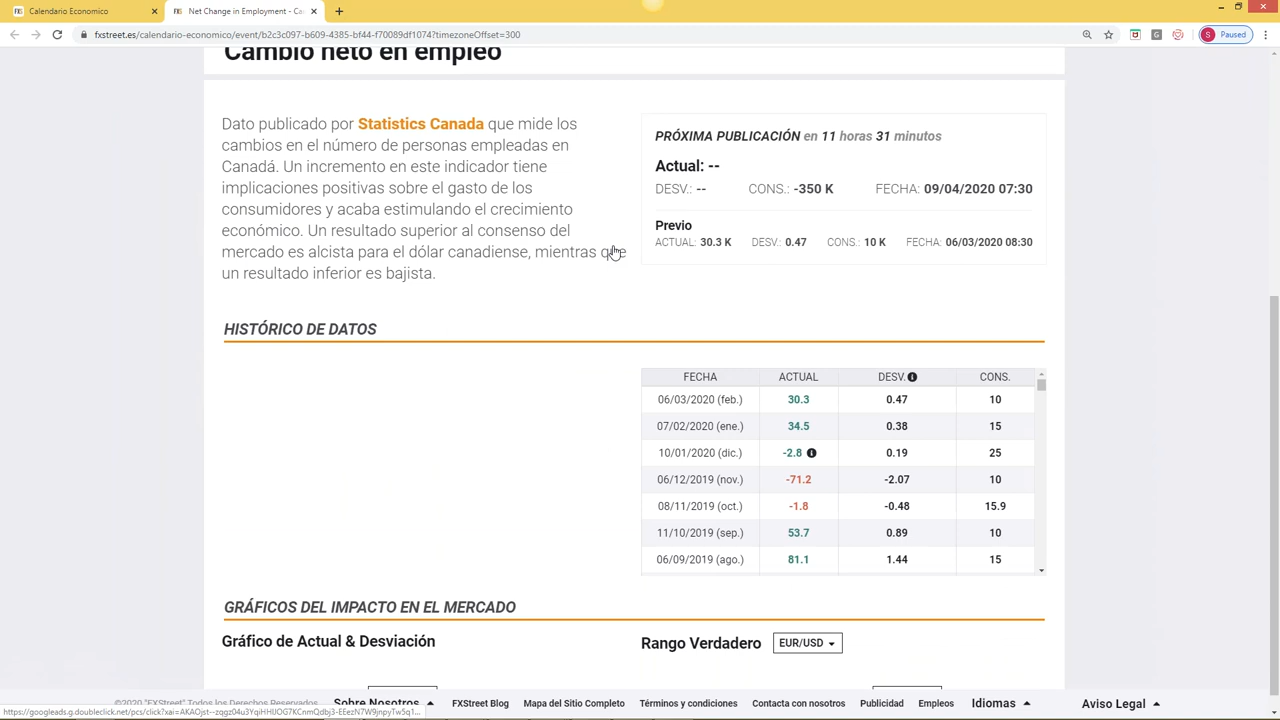 Calendario Economico
Net Change in Employment - Ca
fxstreet.es/calendario-economico/event/b2c3c097-b609-4385-bf44-f70089df1074?timezoneOffset=300
Paused
Cambio neto en empleo
Dato publicado por Statistics Canada que mide los
cambios en el número de personas empleadas en
Canadá. Un incremento en este indicador tiene
implicaciones positivas sobre el gasto de los
consumidores y acaba estimulando el crecimiento
económico. Un resultado superior al consenso del
mercado es alcista para el dólar canadiense, mientras que
un resultado inferior es bajista.
PRÓXIMA PUBLICACIÓN en 11 horas 31 minutos
Actual: --
DESV.: -- CONS.: -350 K FECHA: 09/04/2020 07:30
Previo
ACTUAL: 30.3 K DESV.: 0.47 CONS.: 10 K FECHA: 06/03/2020 08:30
HISTÓRICO DE DATOS
FECHA ACTUAL DESV. CONS.
06/03/2020 (feb.) 30.3 0.47 10
07/02/2020 (ene.) 34.5 0.38 15
10/01/2020 (dic.) -2.8 0.19 25
06/12/2019 (nov.) -71.2 -2.07 10
08/11/2019 (oct.) -1.8 -0.48 15.9
11/10/2019 (sep.) 53.7 0.89 10
06/09/2019 (ago.) 81.1 1.44 15
GRÁFICOS DEL IMPACTO EN EL MERCADO
Gráfico de Actual & Desviación
Rango Verdadero EUR/USD
©2020 "FXStreet" Todos los Derechos Reservados
Sobre Nosotros FXStreet Blog Mapa del Sitio Completo Términos y condiciones Contacta con nosotros Publicidad Empleos Idiomas Aviso Legal